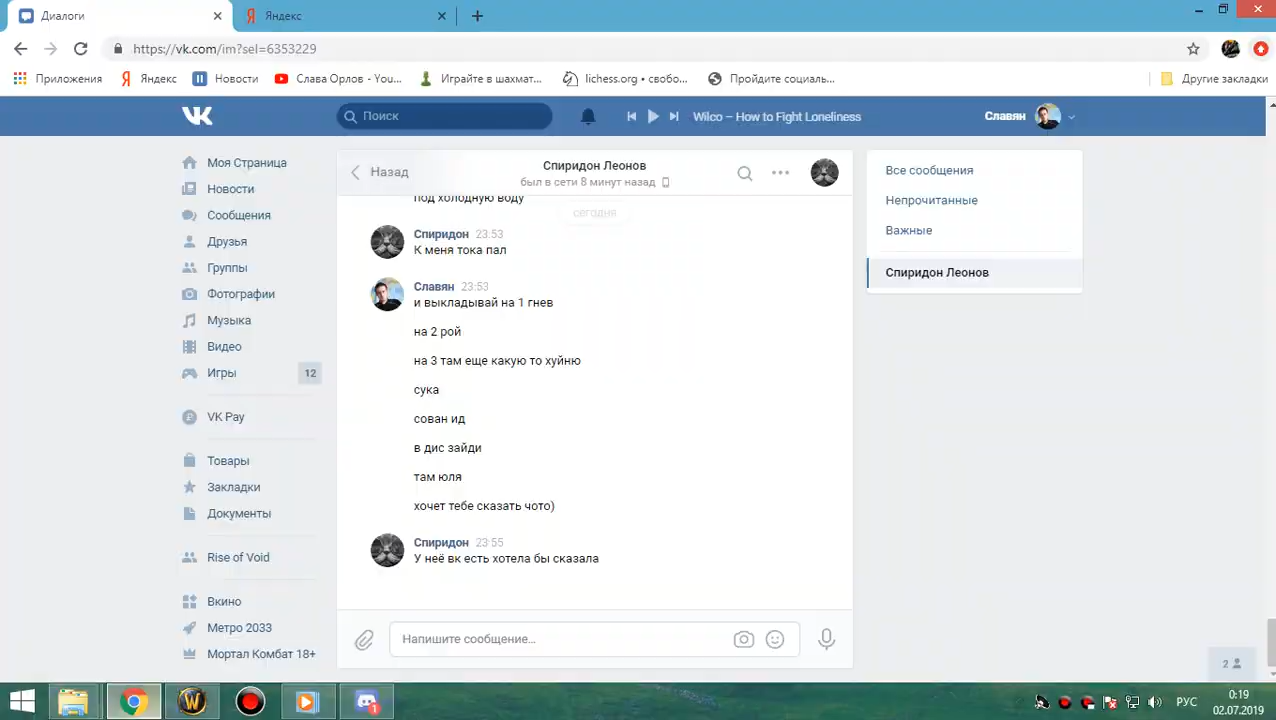 Диалоги
Яндекс
https://vk.com/im?sel=6353229
Приложения
Яндекс
Новости
Слава Орлов - You...
Играйте в шахмат...
lichess.org • свобо...
Пройдите социаль...
Другие закладки
Поиск
Wilco – How to Fight Loneliness
Славян
Моя Страница
Новости
Сообщения
Друзья
Группы
Фотографии
Музыка
Видео
Игры
12
VK Pay
Товары
Закладки
Документы
Rise of Void
Вкино
Метро 2033
Мортал Комбат 18+
Назад
Спиридон Леонов
был в сети 8 минут назад
под холодную воду
сегодня
Спиридон 23:53
К меня тока пал
Славян 23:53
и выкладывай на 1 гнев
на 2 рой
на 3 там еще какую то хуйню
сука
сован ид
в дис зайди
там юля
хочет тебе сказать чото)
Спиридон 23:55
У неё вк есть хотела бы сказала
Напишите сообщение...
Все сообщения
Непрочитанные
Важные
Спиридон Леонов
2
1
РУС
0:19
02.07.2019